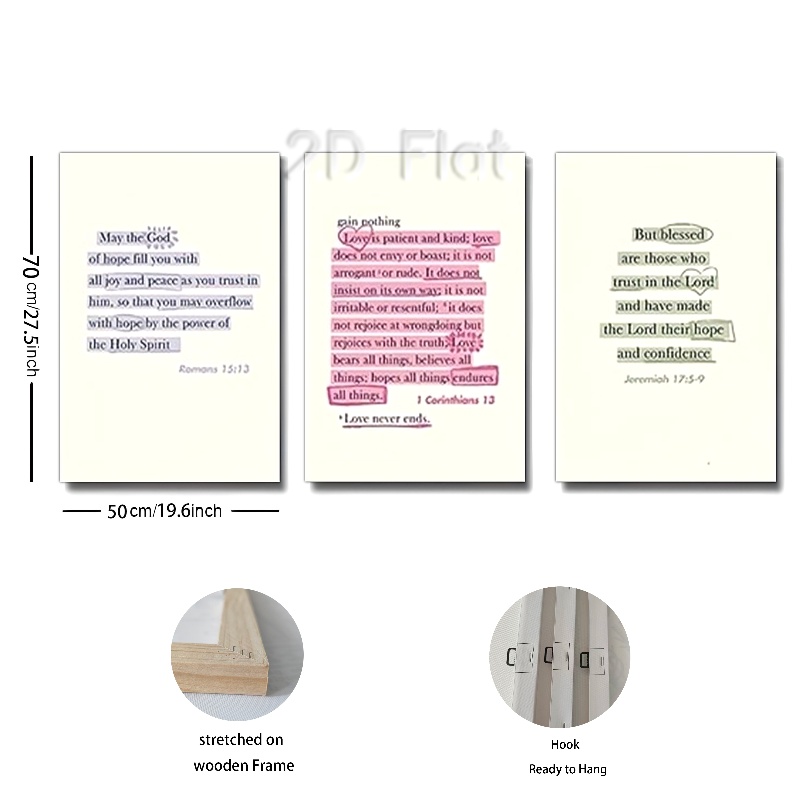 2D Flat
May the God
of hope fill you with
all joy and peace as you trust in
him, so that you may overflow
with hope by the power of
the Holy Spirit
Romans 15:13
gain nothing
Love is patient and kind; love
does not envy or boast; it is not
arrogant or rude. It does not
insist on its own way; it is not
irritable or resentful; it does
not rejoice at wrongdoing but
rejoices with the truth; Love
bears all things, believes all
things; hopes all things endures
all things.
1 Corinthians 13
Love never ends.
But blessed
are those who
trust in the Lord
and have made
the Lord their hope
and confidence
Jeremiah 17:5-9
70 cm/27.5inch
50cm/19.6inch
stretched on
wooden Frame
Hook
Ready to Hang